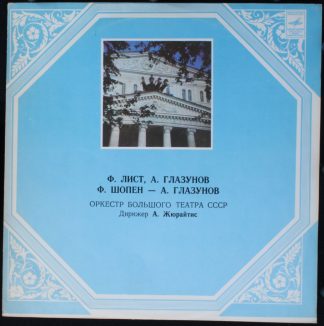 Ф. ЛИСТ, А. ГЛАЗУНОВ
Ф. ШОПЕН — А. ГЛАЗУНОВ
ОРКЕСТР БОЛЬШОГО ТЕАТРА СССР
Дирижер А. Жюрайтис